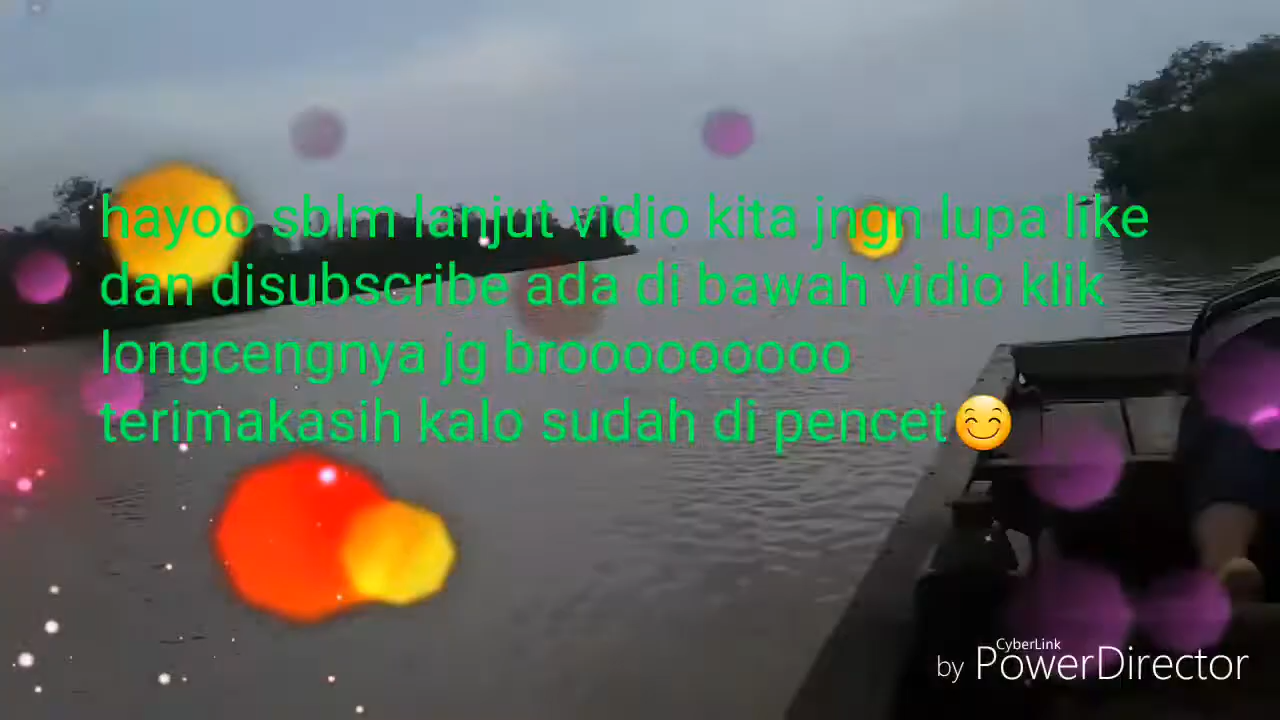 hayoo sblm lanjut vidio kita jngn lupa like
dan disubscribe ada di bawah vidio klik
longcengnya jg brooooooooo
terimakasih kalo sudah di pencet😊
CyberLink
by PowerDirector